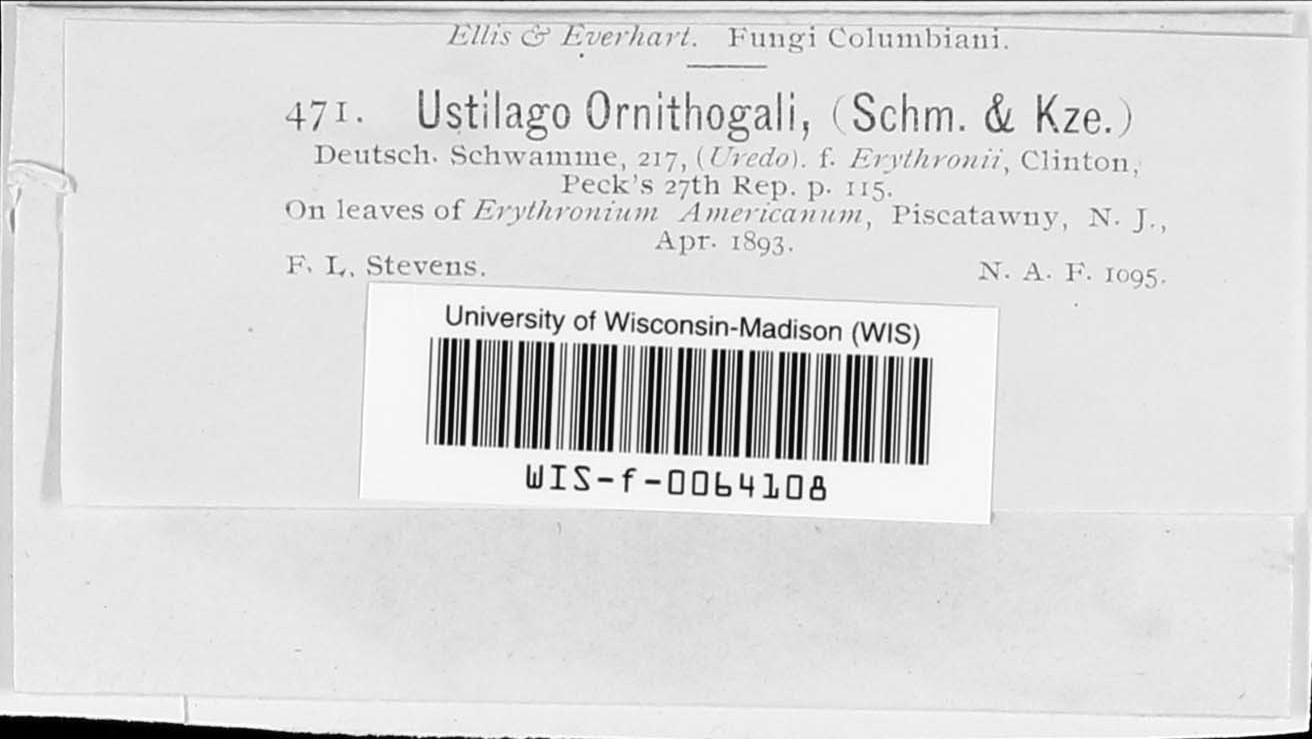 Ellis & Everhart. Fungi Columbiani.
471. Ustilago Ornithogali, (Schm. & Kze.)
Deutsch. Schwamme, 217, (Uredo). f. Erythronii, Clinton,
Peck's 27th Rep. p. 115.
On leaves of Erythronium Americanum, Piscatawny, N. J.,
Apr. 1893.
F. L. Stevens. N. A. F. 1095.
University of Wisconsin-Madison (WIS)
WIS-f-0064108